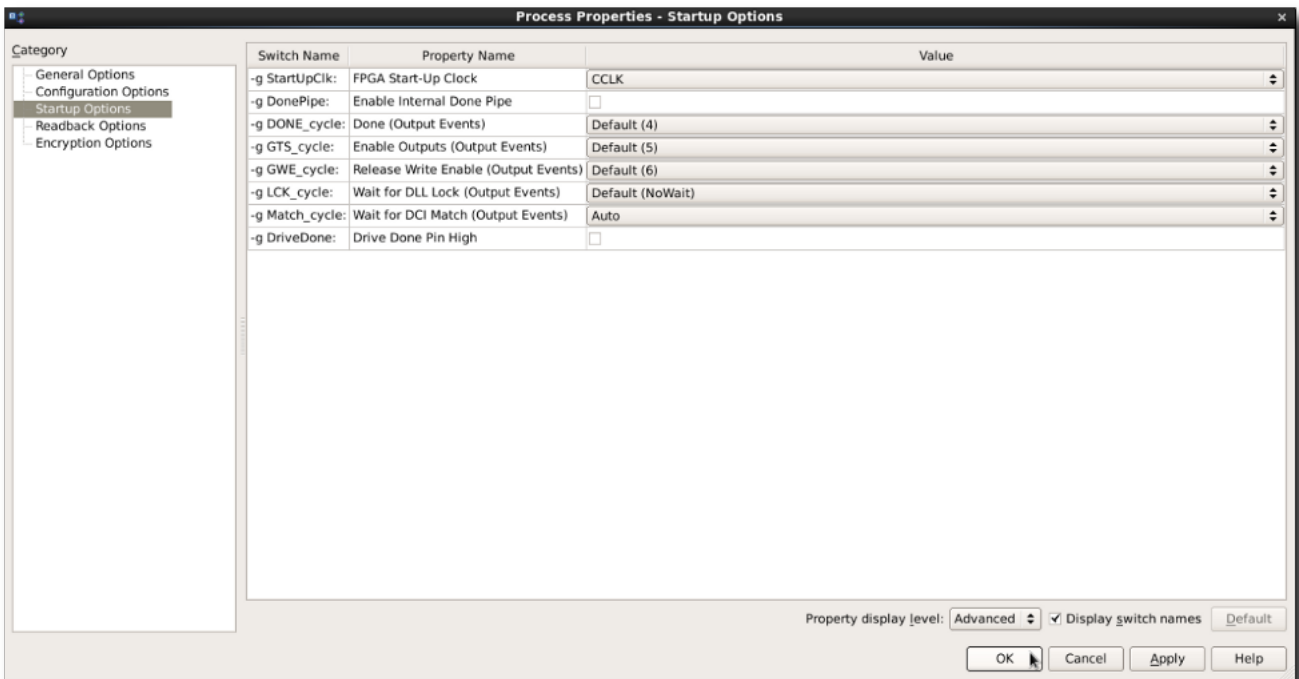 Process Properties - Startup Options
Category
General Options
Configuration Options
Startup Options
Readback Options
Encryption Options
Switch Name Property Name Value
-g StartUpClk: FPGA Start-Up Clock CCLK
-g DonePipe: Enable Internal Done Pipe
-g DONE_cycle: Done (Output Events) Default (4)
-g GTS_cycle: Enable Outputs (Output Events) Default (5)
-g GWE_cycle: Release Write Enable (Output Events) Default (6)
-g LCK_cycle: Wait for DLL Lock (Output Events) Default (NoWait)
-g Match_cycle: Wait for DCI Match (Output Events) Auto
-g DriveDone: Drive Done Pin High
Property display level: Advanced Display switch names Default
OK Cancel Apply Help